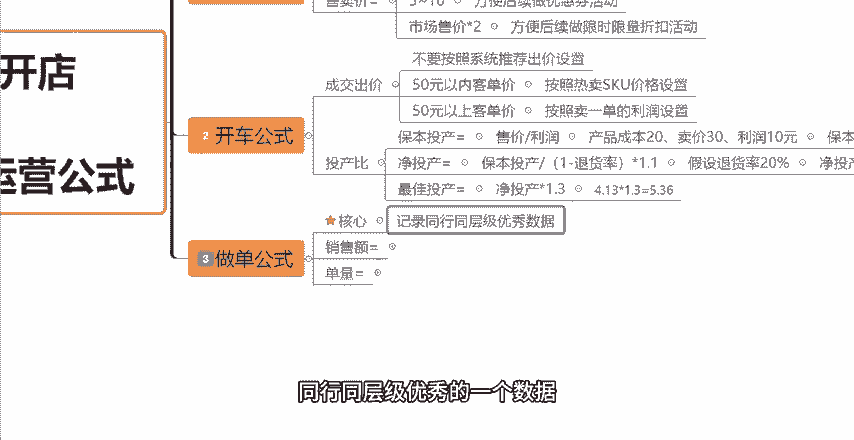 售卖价=
5~10 方便后续做优惠券活动
市场售价*2 方便后续做限时限量折扣活动
开店
运营公式
2 开车公式
成交出价
不要按照系统推荐出价设置
50元以内客单价 按照热卖SKU价格设置
50元以上客单价 按照卖一单的利润设置
投产比
保本投产= 售价/利润 产品成本20、卖价30、利润10元 保本
净投产= 保本投产/（1-退货率）*1.1 假设退货率20% 净投产
最佳投产= 净投产*1.3 4.13*1.3=5.36
3 做单公式
核心 记录同行同层级优秀数据
销售额=
单量=
同行同层级优秀的一个数据